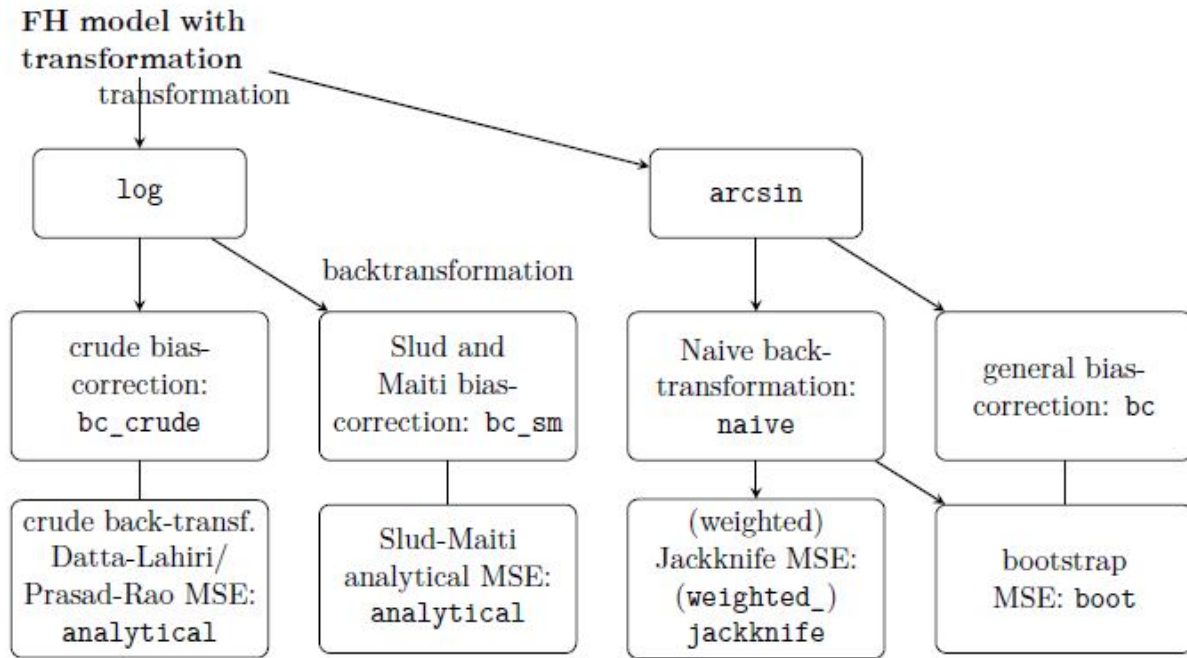 FH model with
transformation
transformation
log
arcsin
backtransformation
crude bias-
correction:
bc_crude
Slud and
Maiti bias-
correction: bc_sm
Naive back-
transformation:
naive
general bias-
correction: bc
crude back-transf.
Datta-Lahiri/
Prasad-Rao MSE:
analytical
Slud-Maiti
analytical MSE:
analytical
(weighted)
Jackknife MSE:
(weighted_)
jackknife
bootstrap
MSE: boot